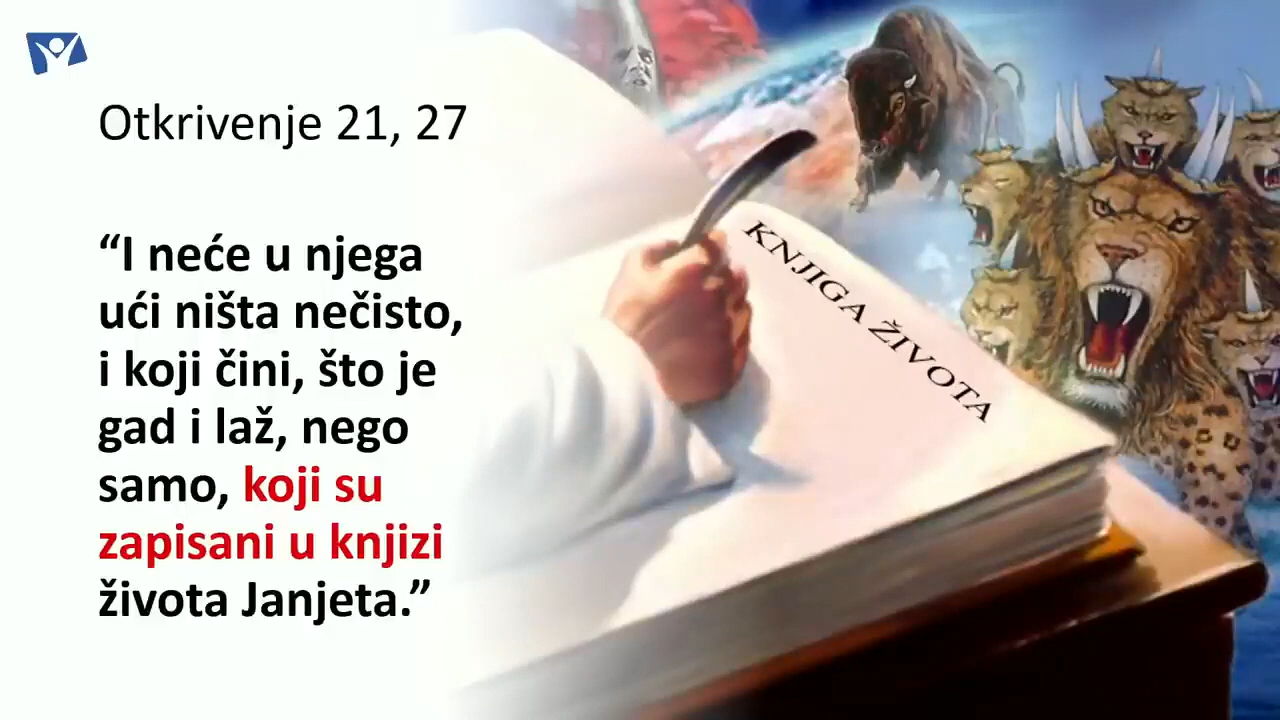 Otkrivenje 21, 27
“I neće u njega
ući ništa nečisto,
i koji čini, što je
gad i laž, nego
samo, koji su
zapisani u knjizi
života Janjeta.”
KNJIGA ŽIVOTA